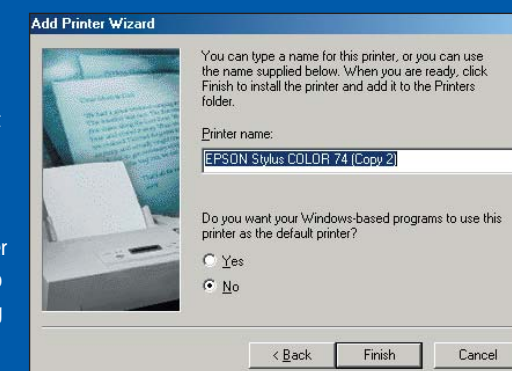 Add Printer Wizard
You can type a name for this printer, or you can use
the name supplied below. When you are ready, click
Finish to install the printer and add it to the Printers
folder.
Printer name:
EPSON Stylus COLOR 74 (Copy 2)
Do you want your Windows-based programs to use this
printer as the default printer?
Yes
No
< Back
Finish
Cancel